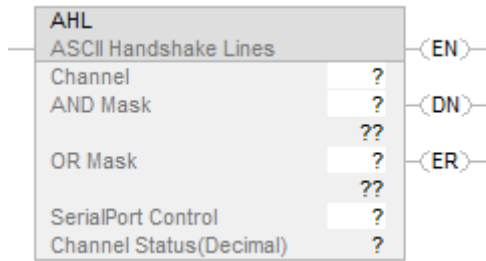 AHL
ASCII Handshake Lines
(EN)
Channel ?
AND Mask ?
(DN)
??
OR Mask ?
(ER)
??
SerialPort Control ?
Channel Status(Decimal) ?